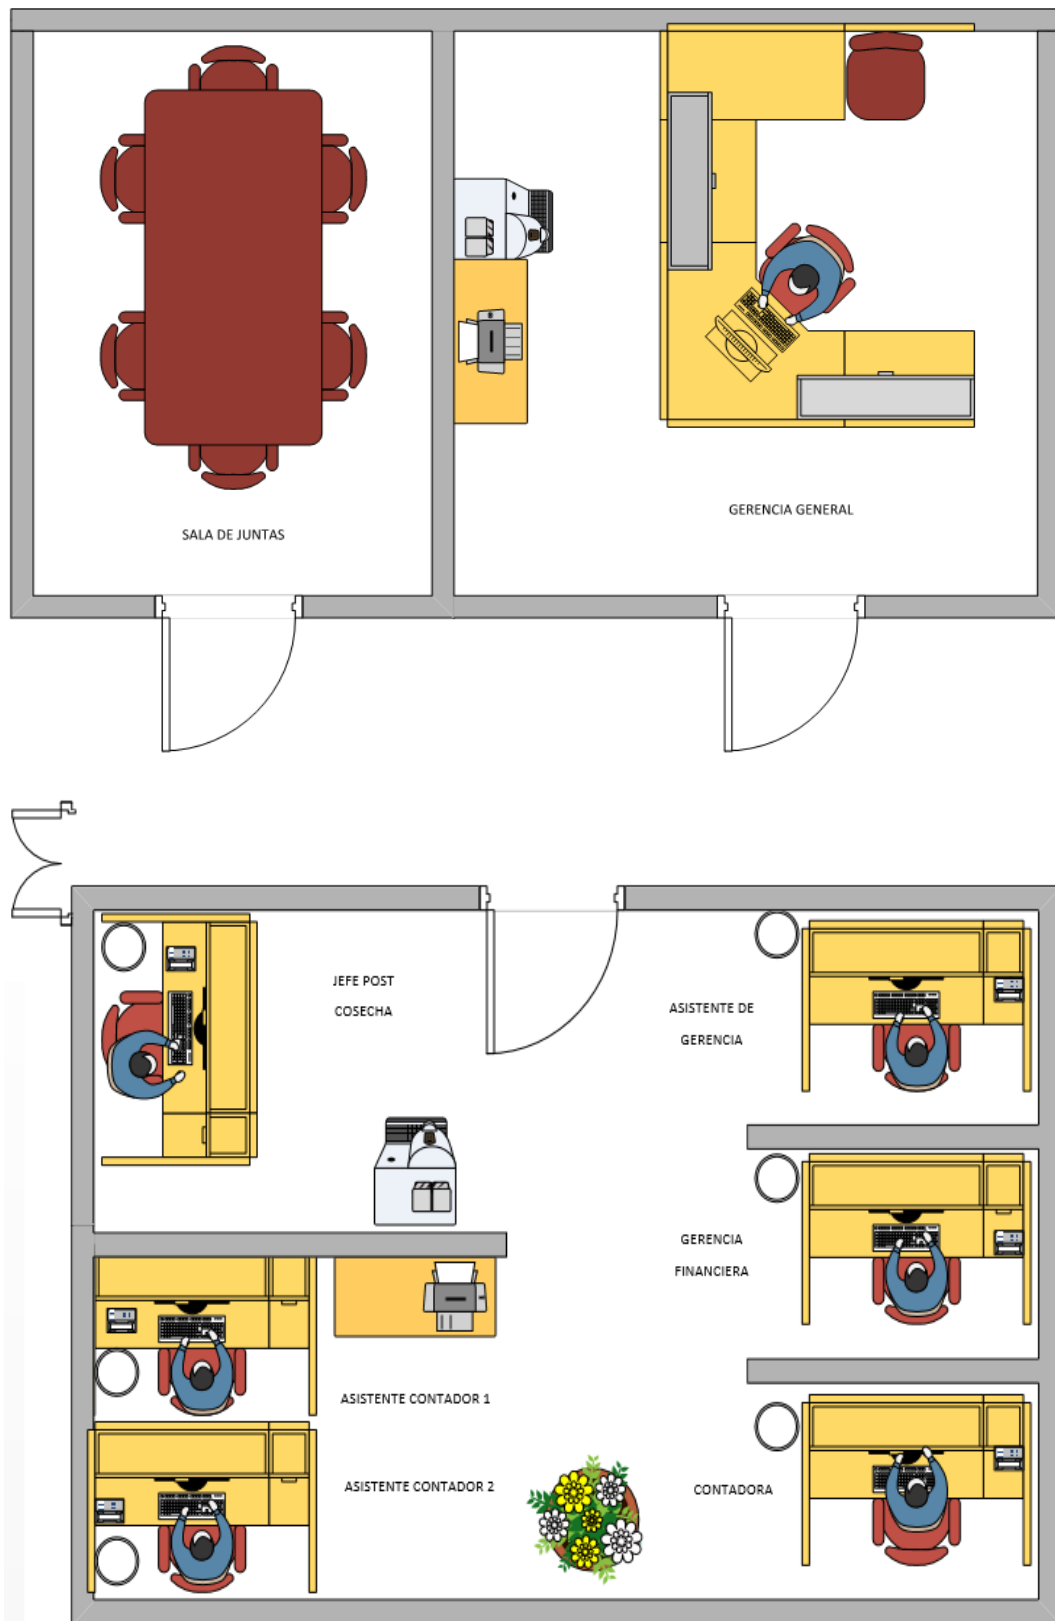 SALA DE JUNTAS
GERENCIA GENERAL
JEFE POST
COSECHA
ASISTENTE DE
GERENCIA
GERENCIA
FINANCIERA
ASISTENTE CONTADOR 1
ASISTENTE CONTADOR 2
CONTADORA